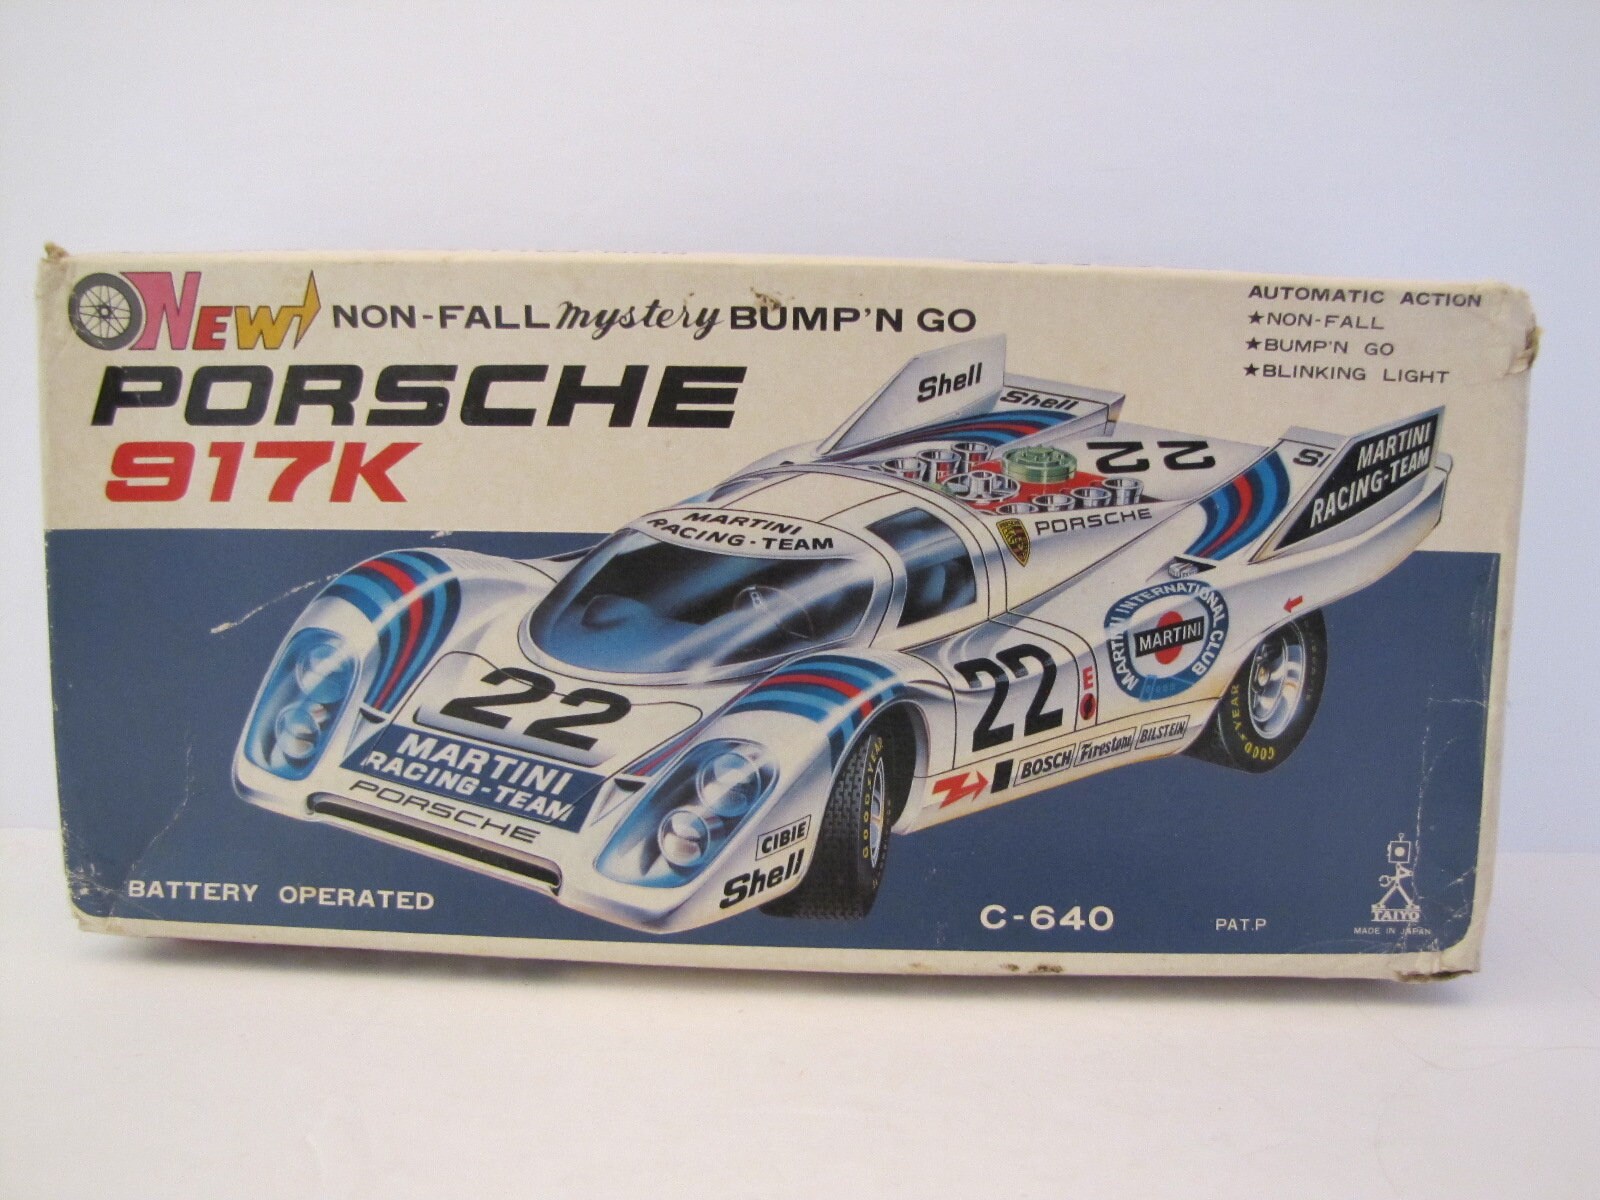 NEW
NON-FALL mystery BUMP'N GO
PORSCHE
917K
AUTOMATIC ACTION
★NON-FALL
★BUMP'N GO
★BLINKING LIGHT
Shell
Shell
22
MARTINI
RACING-TEAM
PORSCHE
MARTINI
RACING-TEAM
MARTINI INTERNATIONAL CLUB
MARTINI
22
E
22
MARTINI
RACING-TEAM
PORSCHE
BOSCH
Firestone
BILSTEIN
GOODYEAR
GOODYEAR
CIBIE
Shell
BATTERY OPERATED
C-640
PAT.P
TAIYO
MADE IN JAPAN